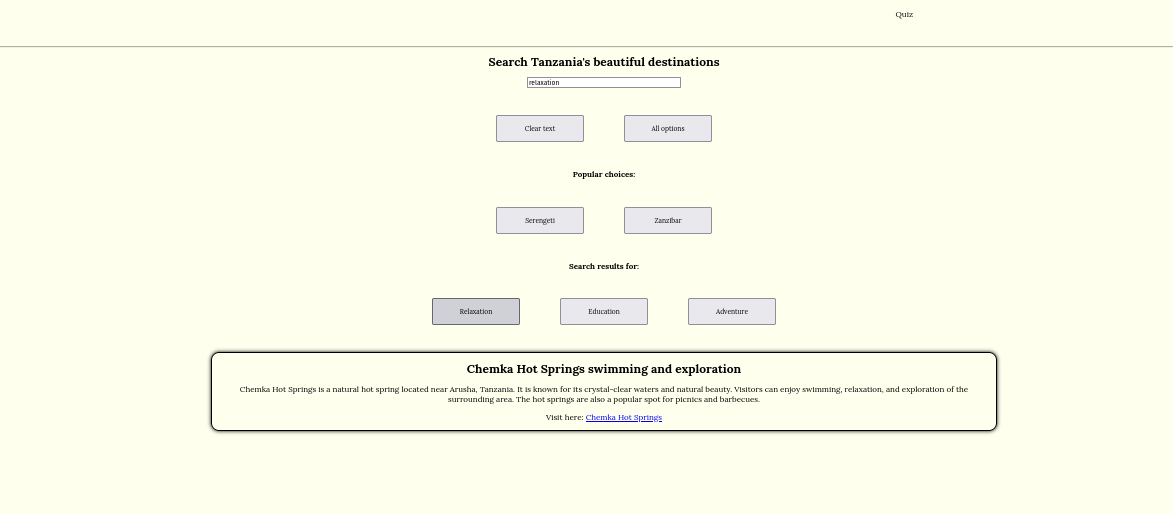 Quiz
Search Tanzania's beautiful destinations
relaxation
Clear text
All options
Popular choices:
Serengeti
Zanzibar
Search results for:
Relaxation
Education
Adventure
Chemka Hot Springs swimming and exploration
Chemka Hot Springs is a natural hot spring located near Arusha, Tanzania. It is known for its crystal-clear waters and natural beauty. Visitors can enjoy swimming, relaxation, and exploration of the
surrounding area. The hot springs are also a popular spot for picnics and barbecues.
Visit here: Chemka Hot Springs